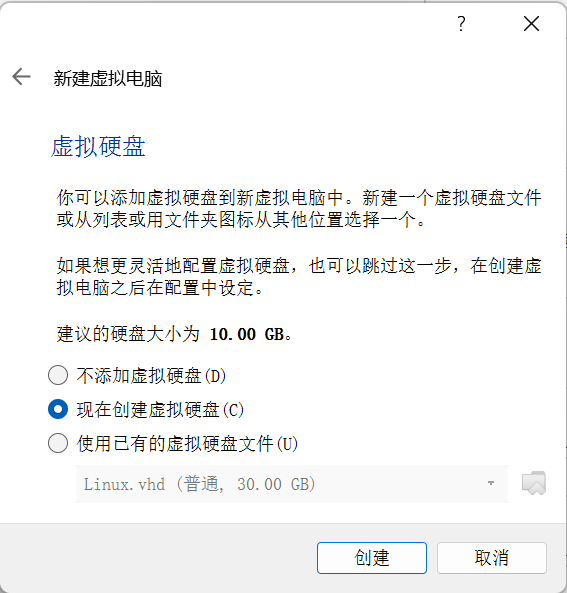 ?
新建虚拟电脑
虚拟硬盘
你可以添加虚拟硬盘到新虚拟电脑中。新建一个虚拟硬盘文件
或从列表或用文件夹图标从其他位置选择一个。
如果想更灵活地配置虚拟硬盘，也可以跳过这一步，在创建虚
拟电脑之后在配置中设定。
建议的硬盘大小为 10.00 GB。
不添加虚拟硬盘(D)
现在创建虚拟硬盘(C)
使用已有的虚拟硬盘文件(U)
Linux.vhd (普通, 30.00 GB)
创建
取消